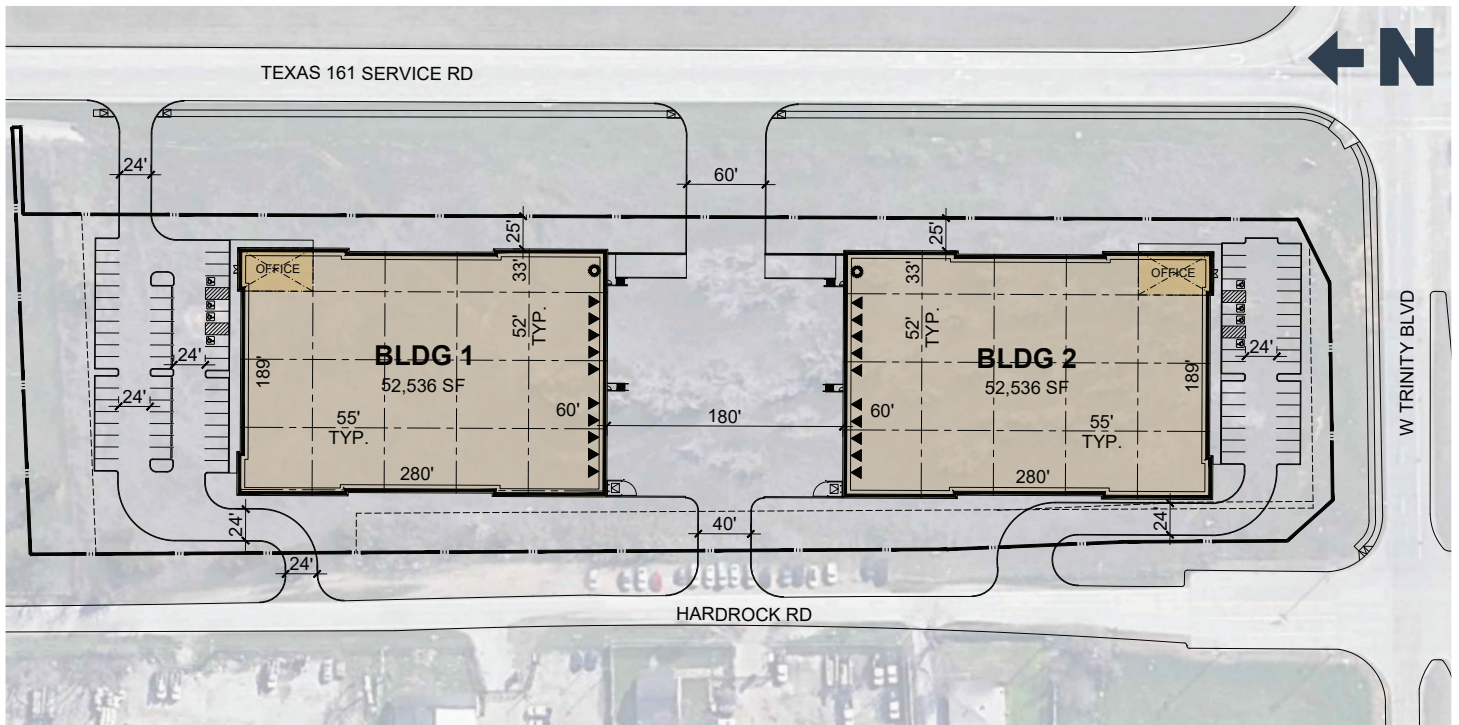 N
TEXAS 161 SERVICE RD
24'
60'
25'
25'
OFFICE
33'
33'
OFFICE
52'
TYP.
52'
TYP.
W TRINITY BLVD
24'
24'
24'
BLDG 1
52,536 SF
BLDG 2
52,536 SF
189'
189'
55'
TYP.
60'
180'
60'
55'
TYP.
280'
280'
24'
40'
24'
24'
HARDROCK RD